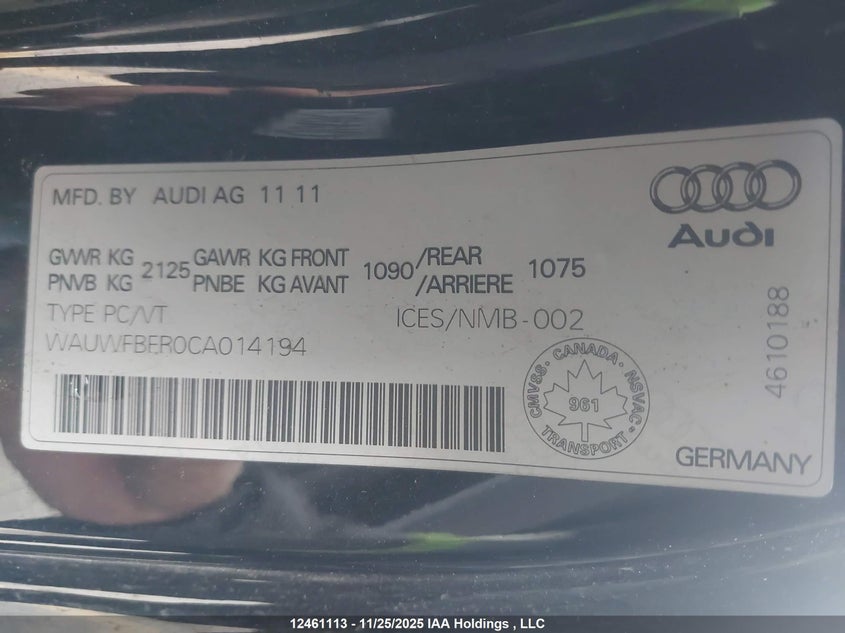 MFD. BY AUDI AG 11 11
Audi
GVWR KG 2125 GAWR KG FRONT 1090 /REAR 1075
PNVB KG PNBE KG AVANT /ARRIERE
TYPE PC/VT ICES/NMB-002
WAUWFBER0CA014194
CMVSS · CANADA · NSVAC · TRANSPORT
961
4610188
GERMANY
12461113 - 11/25/2025 IAA Holdings , LLC